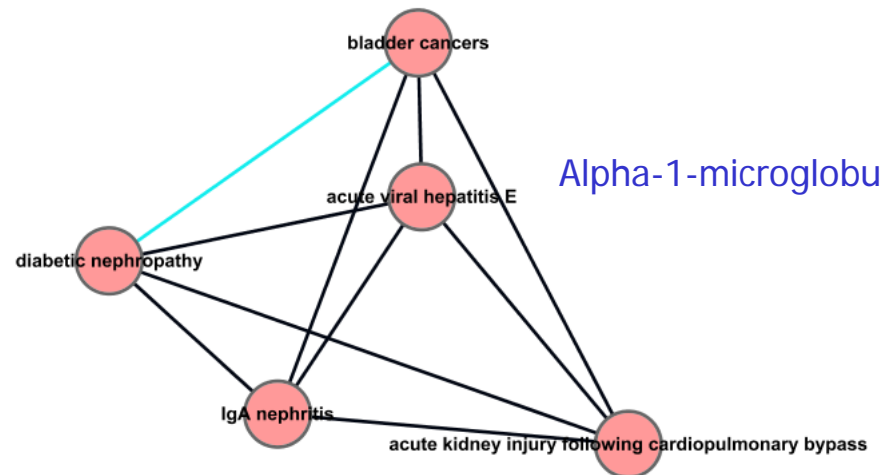 bladder cancers
Alpha-1-microglobu
acute viral hepatitis E
diabetic nephropathy
IgA nephritis
acute kidney injury following cardiopulmonary bypass